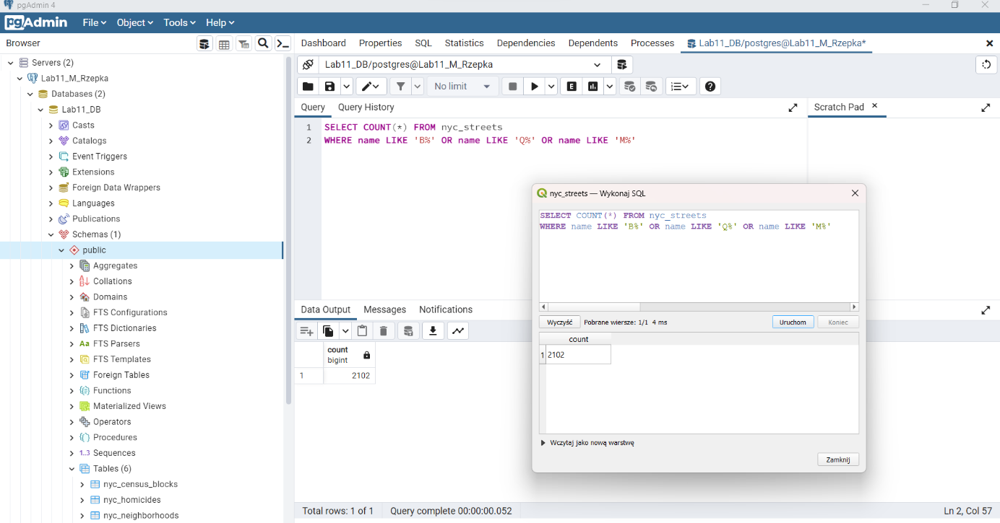 pgAdmin 4
pgAdmin File Object Tools Help
Browser
Dashboard Properties SQL Statistics Dependencies Dependents Processes Lab11_DB/postgres@Lab11_M_Rzepka*
Servers (2)
Lab11_M_Rzepka
Databases (2)
Lab11_DB
Casts
Catalogs
Event Triggers
Extensions
Foreign Data Wrappers
Languages
Publications
Schemas (1)
public
Aggregates
Collations
Domains
FTS Configurations
FTS Dictionaries
Aa FTS Parsers
FTS Templates
Foreign Tables
Functions
Materialized Views
Operators
Procedures
1..3 Sequences
Tables (6)
nyc_census_blocks
nyc_homicides
nyc_neighborhoods
Lab11_DB/postgres@Lab11_M_Rzepka
No limit
E
Query Query History
Scratch Pad
1 SELECT COUNT(*) FROM nyc_streets
2 WHERE name LIKE 'B%' OR name LIKE 'Q%' OR name LIKE 'M%'
Data Output Messages Notifications
count
bigint
1 2102
Total rows: 1 of 1 Query complete 00:00:00.052 Ln 2, Col 57
nyc_streets — Wykonaj SQL
SELECT COUNT(*) FROM nyc_streets
WHERE name LIKE 'B%' OR name LIKE 'Q%' OR name LIKE 'M%'
Wyczyść Pobrane wiersze: 1/1 4 ms Uruchom Koniec
count
1 2102
Wczytaj jako nową warstwę
Zamknij